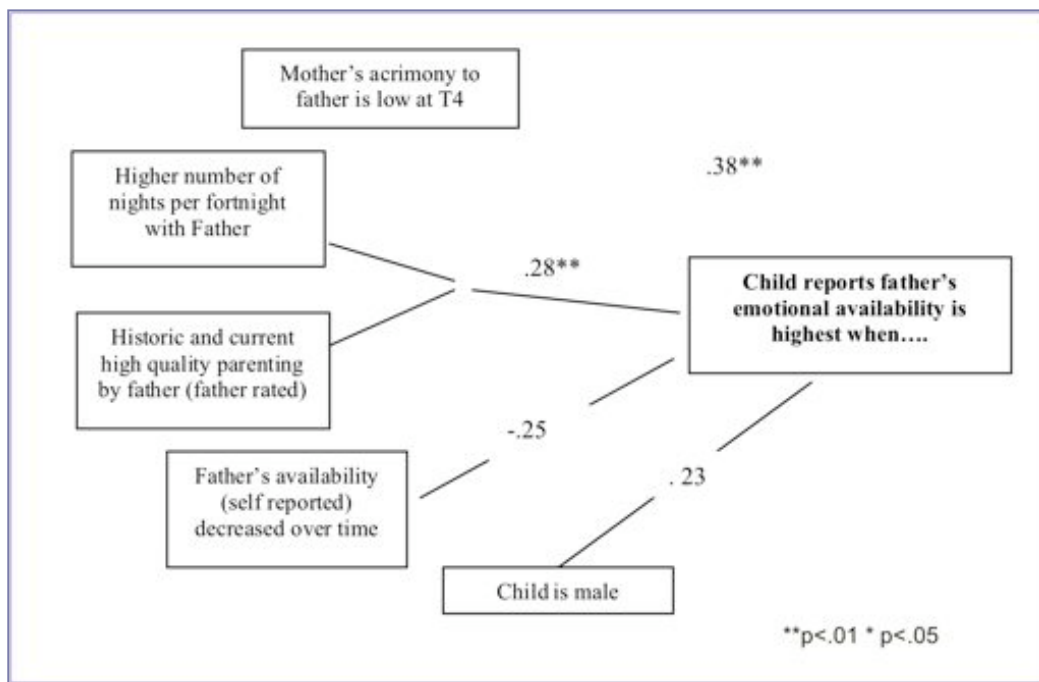 Mother’s acrimony to
father is low at T4
.38**
Higher number of
nights per fortnight
with Father
.28**
Child reports father’s
emotional availability is
highest when….
Historic and current
high quality parenting
by father (father rated)
-.25
Father’s availability
(self reported)
decreased over time
. 23
Child is male
**p<.01 * p<.05